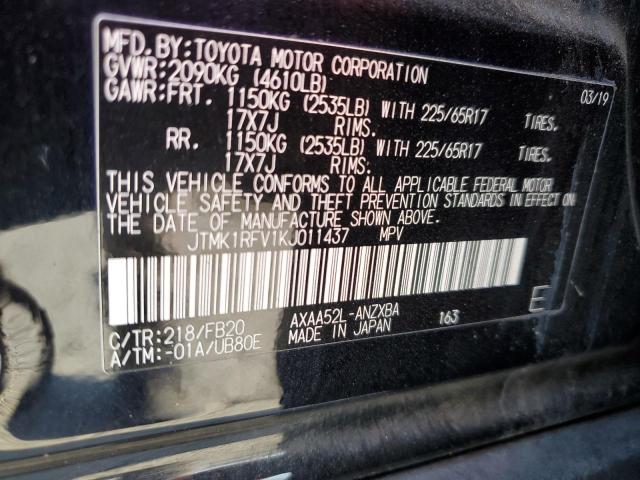 MFD. BY: TOYOTA MOTOR CORPORATION
GVWR: 2090KG (4610LB) 03/19
GAWR: FRT. 1150KG (2535LB) WITH 225/65R17 TIRES.
17X7J RIMS.
RR. 1150KG (2535LB) WITH 225/65R17 TIRES.
17X7J RIMS.
THIS VEHICLE CONFORMS TO ALL APPLICABLE FEDERAL MOTOR
VEHICLE SAFETY AND THEFT PREVENTION STANDARDS IN EFFECT ON
THE DATE OF MANUFACTURE SHOWN ABOVE.
JTMK1RFV1KJ011437 MPV
E
C/TR: 218/FB20 AXAA52L-ANZXBA 163
A/TM: -01A/UB80E MADE IN JAPAN